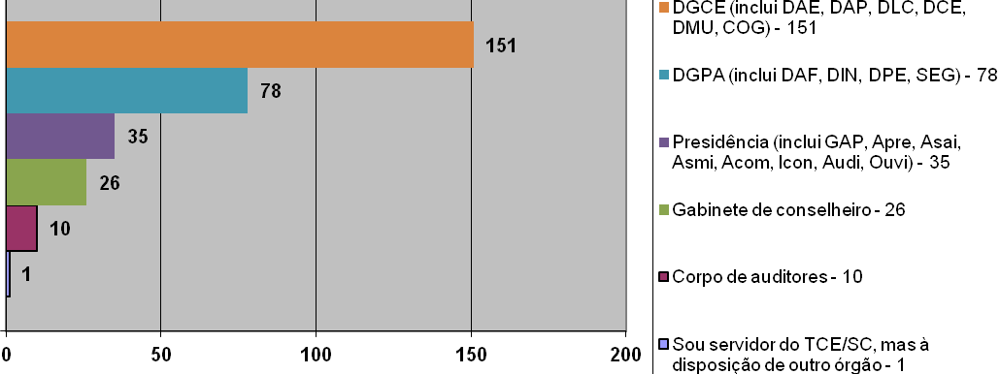 151
78
35
26
10
1
0 50 100 150 200
DGCE (inclui DAE, DAP, DLC, DCE,
DMU, COG) - 151
DGPA (inclui DAF, DIN, DPE, SEG) - 78
Presidência (inclui GAP, Apre, Asai,
Asmi, Acom, Icon, Audi, Ouvi) - 35
Gabinete de conselheiro - 26
Corpo de auditores - 10
Sou servidor do TCE/SC, mas à
disposição de outro órgão - 1